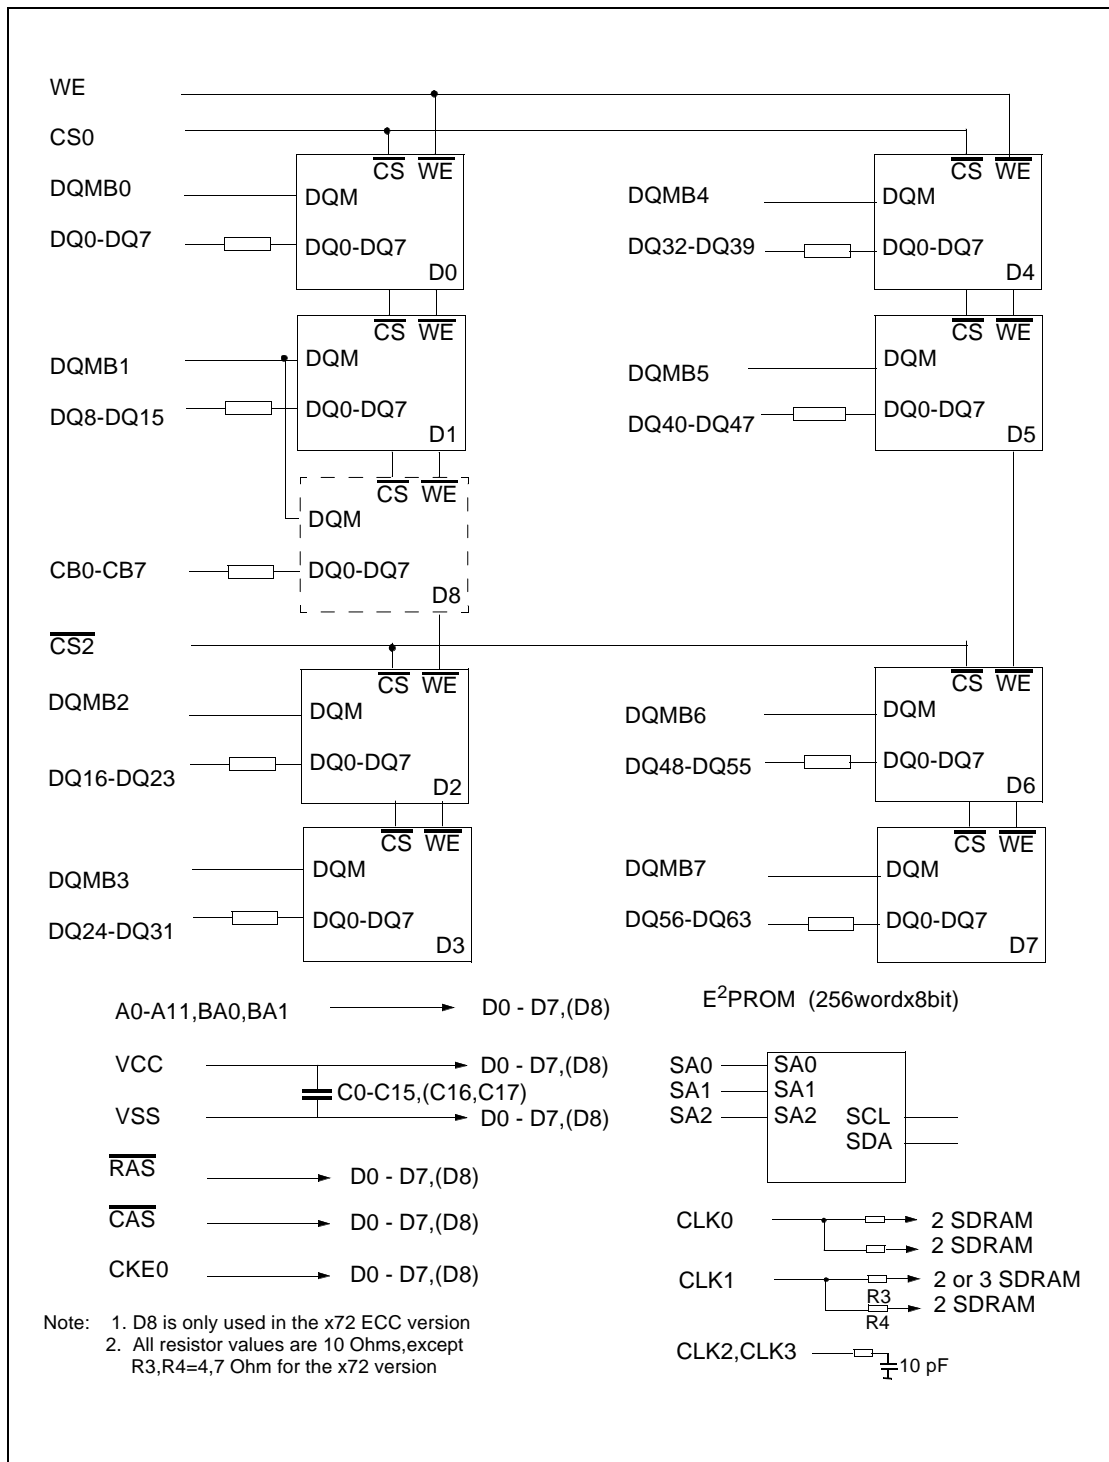 WE
CS0
CS WE
DQMB0
DQM
DQ0-DQ7
DQ0-DQ7
D0
CS WE
DQMB4
DQM
DQ32-DQ39
DQ0-DQ7
D4
CS WE
DQMB1
DQM
DQ8-DQ15
DQ0-DQ7
D1
CS WE
DQMB5
DQM
DQ40-DQ47
DQ0-DQ7
D5
CS WE
DQM
CB0-CB7
DQ0-DQ7
D8
CS2
CS WE
DQMB2
DQM
DQ16-DQ23
DQ0-DQ7
D2
CS WE
DQMB6
DQM
DQ48-DQ55
DQ0-DQ7
D6
CS WE
DQMB3
DQM
DQ24-DQ31
DQ0-DQ7
D3
CS WE
DQMB7
DQM
DQ56-DQ63
DQ0-DQ7
D7
A0-A11,BA0,BA1 D0 - D7,(D8)
VCC D0 - D7,(D8)
C0-C15,(C16,C17)
VSS D0 - D7,(D8)
RAS D0 - D7,(D8)
CAS D0 - D7,(D8)
CKE0 D0 - D7,(D8)
E²PROM (256wordx8bit)
SA0 SA0
SA1 SA1
SA2 SA2 SCL
SDA
CLK0 2 SDRAM
2 SDRAM
CLK1 2 or 3 SDRAM
R3
2 SDRAM
R4
CLK2,CLK3 10 pF
Note: 1. D8 is only used in the x72 ECC version
2. All resistor values are 10 Ohms,except
R3,R4=4,7 Ohm for the x72 version